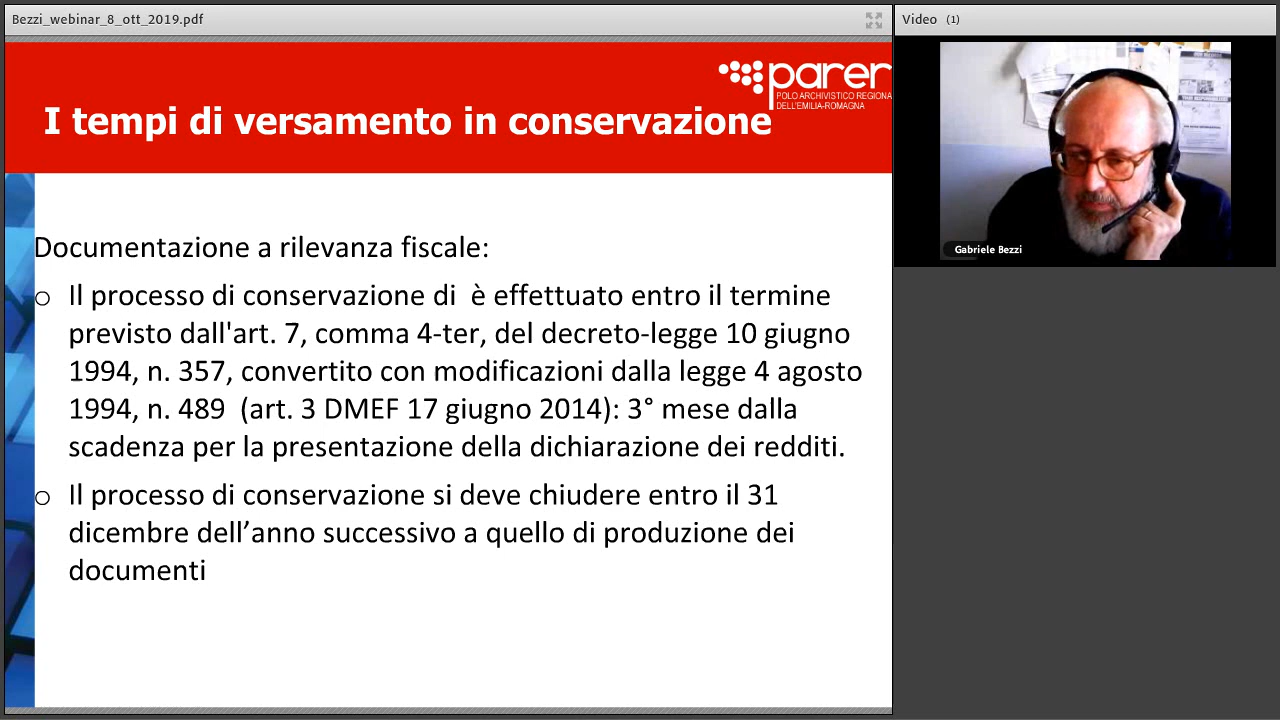 Bezzi_webinar_8_ott_2019.pdf
Video (1)
parer
POLO ARCHIVISTICO REGIONA
DELL'EMILIA-ROMAGNA
I tempi di versamento in conservazione
Documentazione a rilevanza fiscale:
o Il processo di conservazione di è effettuato entro il termine
previsto dall'art. 7, comma 4-ter, del decreto-legge 10 giugno
1994, n. 357, convertito con modificazioni dalla legge 4 agosto
1994, n. 489 (art. 3 DMEF 17 giugno 2014): 3° mese dalla
scadenza per la presentazione della dichiarazione dei redditi.
o Il processo di conservazione si deve chiudere entro il 31
dicembre dell’anno successivo a quello di produzione dei
documenti
Gabriele Bezzi